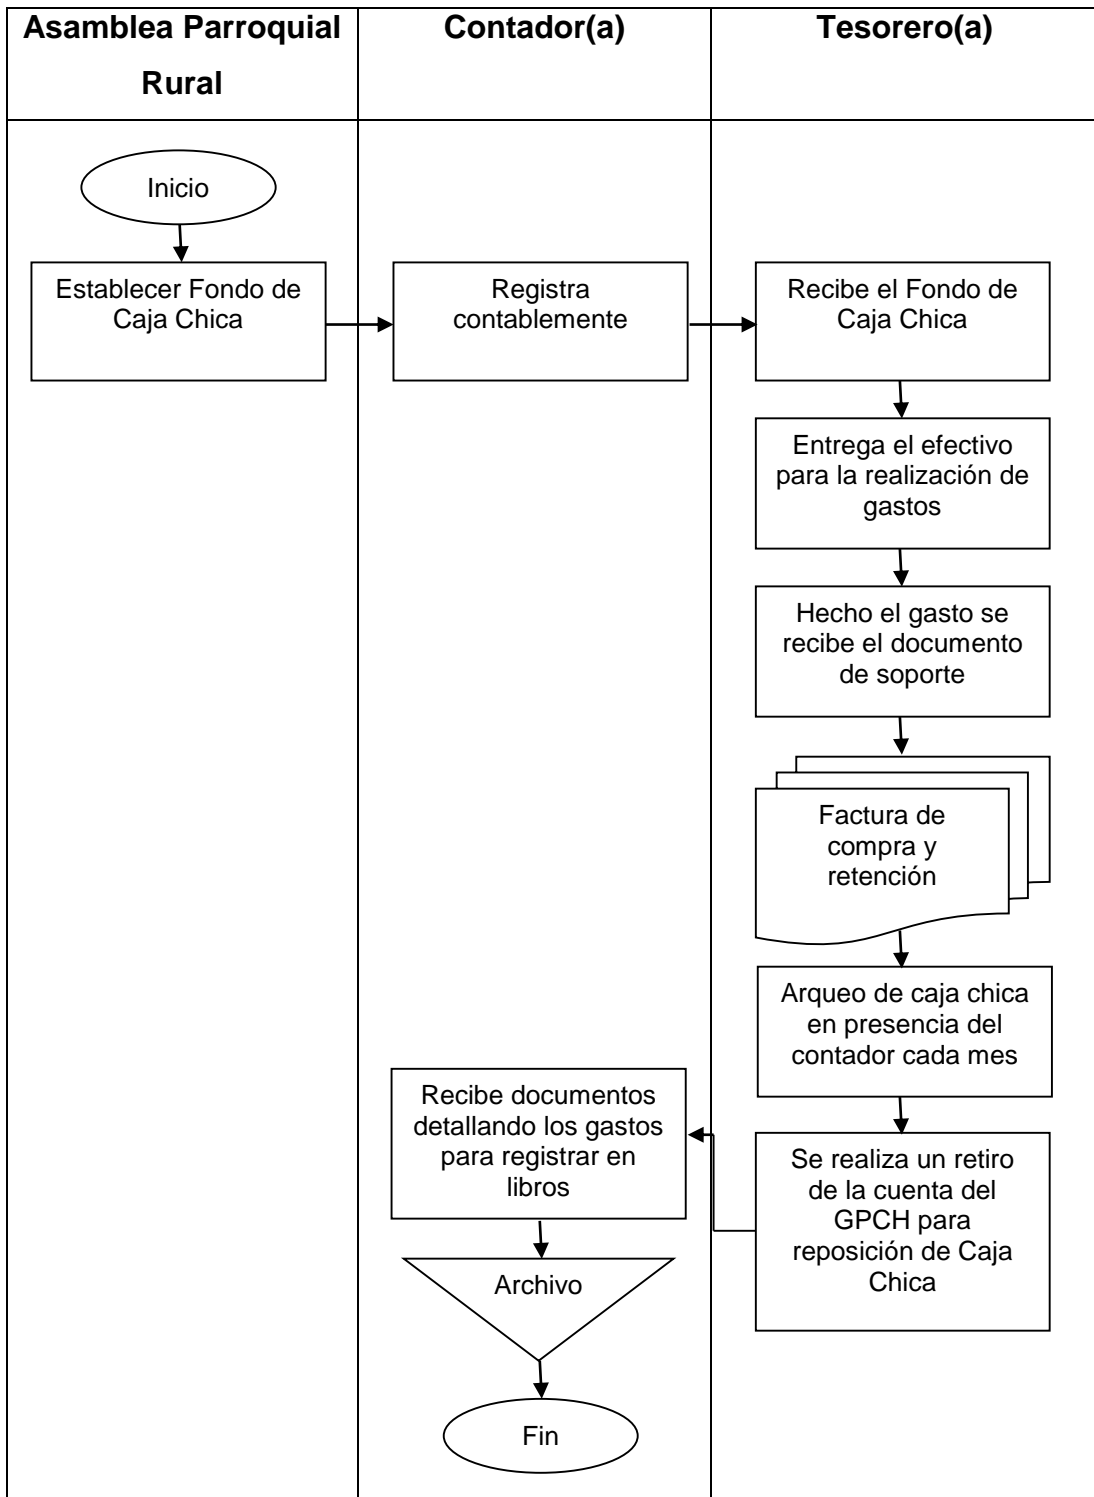 Asamblea Parroquial
Rural
Contador(a)
Tesorero(a)
Inicio
Establecer Fondo de
Caja Chica
Registra
contablemente
Recibe el Fondo de
Caja Chica
Entrega el efectivo
para la realización de
gastos
Hecho el gasto se
recibe el documento
de soporte
Factura de
compra y
retención
Arqueo de caja chica
en presencia del
contador cada mes
Se realiza un retiro
de la cuenta del
GPCH para
reposición de Caja
Chica
Recibe documentos
detallando los gastos
para registrar en
libros
Archivo
Fin